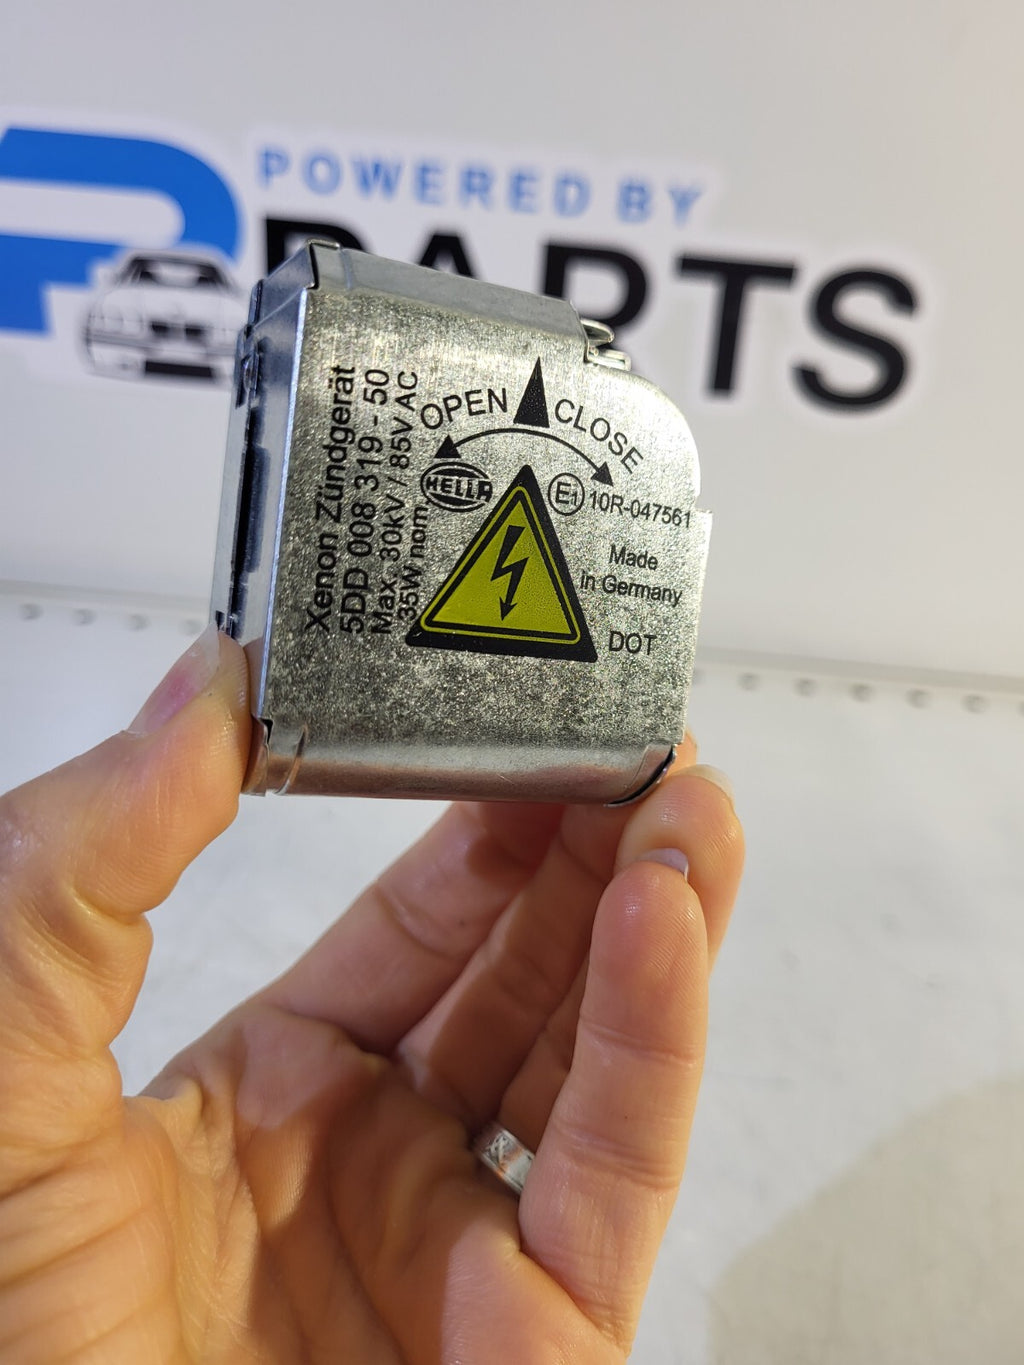 POWERED BY
PARTS
Xenon Zündgerät
5DD 008 319 - 50
Max. 30kV / 85V AC
35W nom.
OPEN CLOSE
HELLA
E1 10R-047561
Made
in Germany
DOT